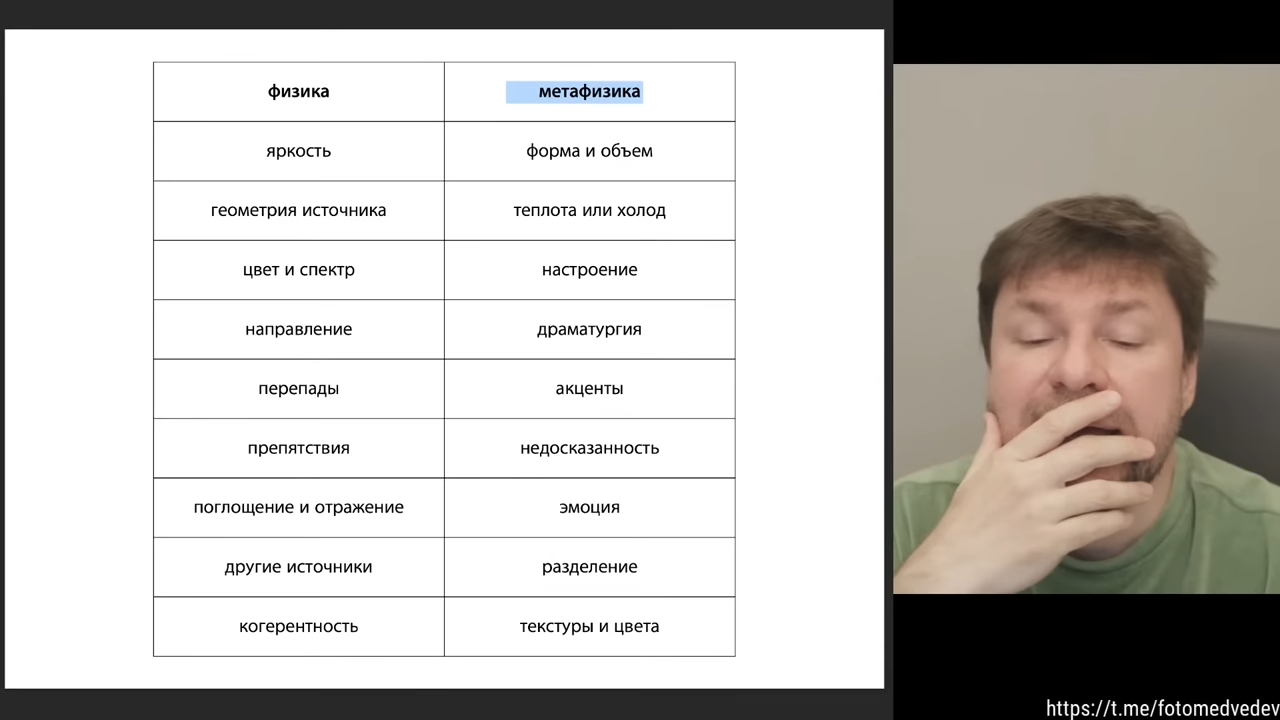 физика метафизика
яркость форма и объем
геометрия источника теплота или холод
цвет и спектр настроение
направление драматургия
перепады акценты
препятствия недосказанность
поглощение и отражение эмоция
другие источники разделение
когерентность текстуры и цвета
https://t.me/fotomedvedev